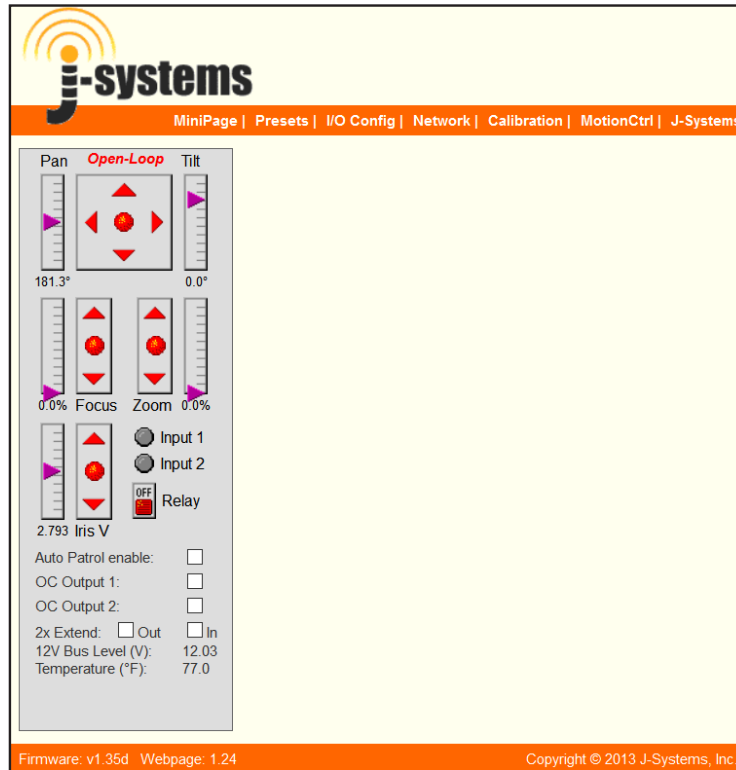 j-systems
MiniPage | Presets | I/O Config | Network | Calibration | MotionCtrl | J-Systems
Pan Open-Loop Tilt
181.3° 0.0°
0.0% Focus Zoom 0.0%
Input 1
Input 2
OFF Relay
2.793 Iris V
Auto Patrol enable:
OC Output 1:
OC Output 2:
2x Extend: Out In
12V Bus Level (V): 12.03
Temperature (°F): 77.0
Firmware: v1.35d Webpage: 1.24 Copyright © 2013 J-Systems, Inc.